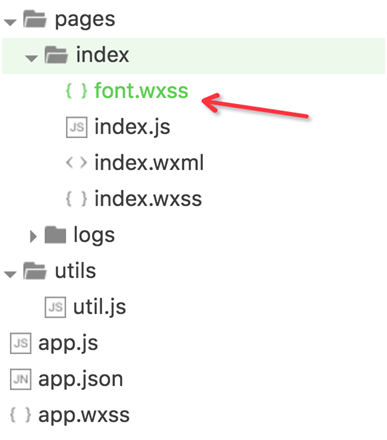 pages
index
{ } font.wxss
JS index.js
<> index.wxml
{ } index.wxss
logs
utils
JS util.js
JS app.js
JN app.json
{ } app.wxss